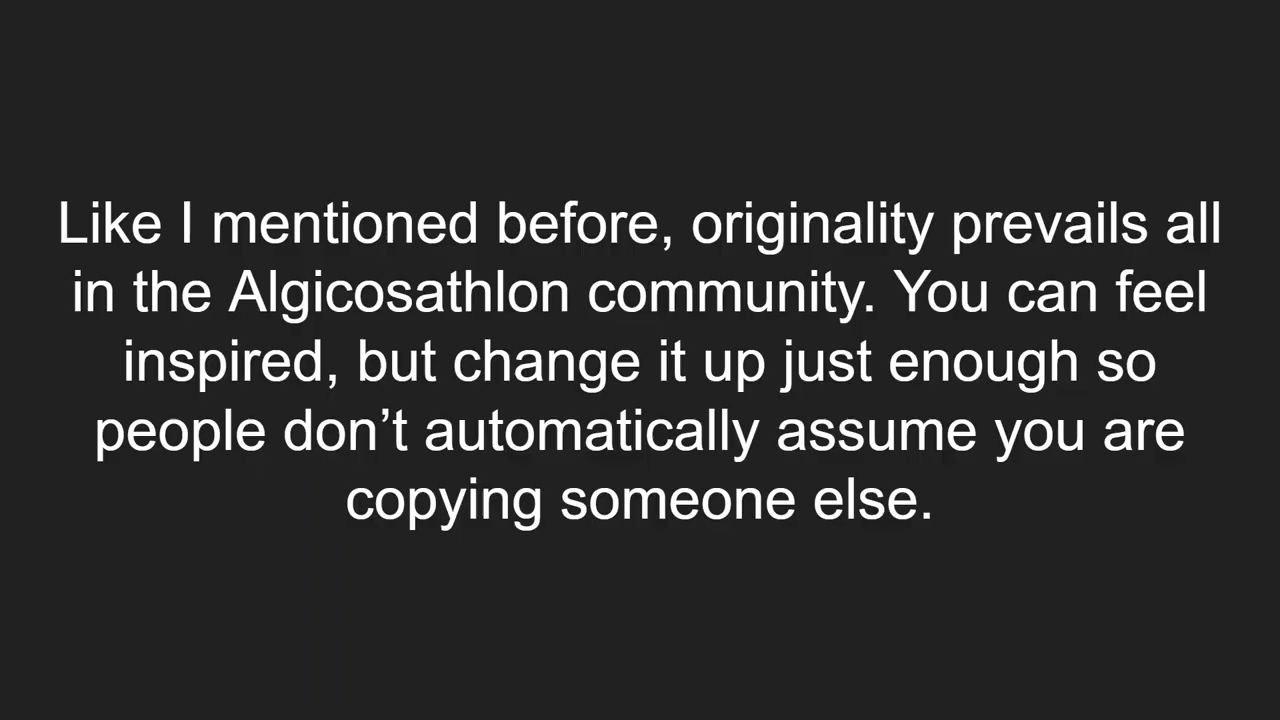 Like I mentioned before, originality prevails all
in the Algicosathlon community. You can feel
inspired, but change it up just enough so
people don’t automatically assume you are
copying someone else.